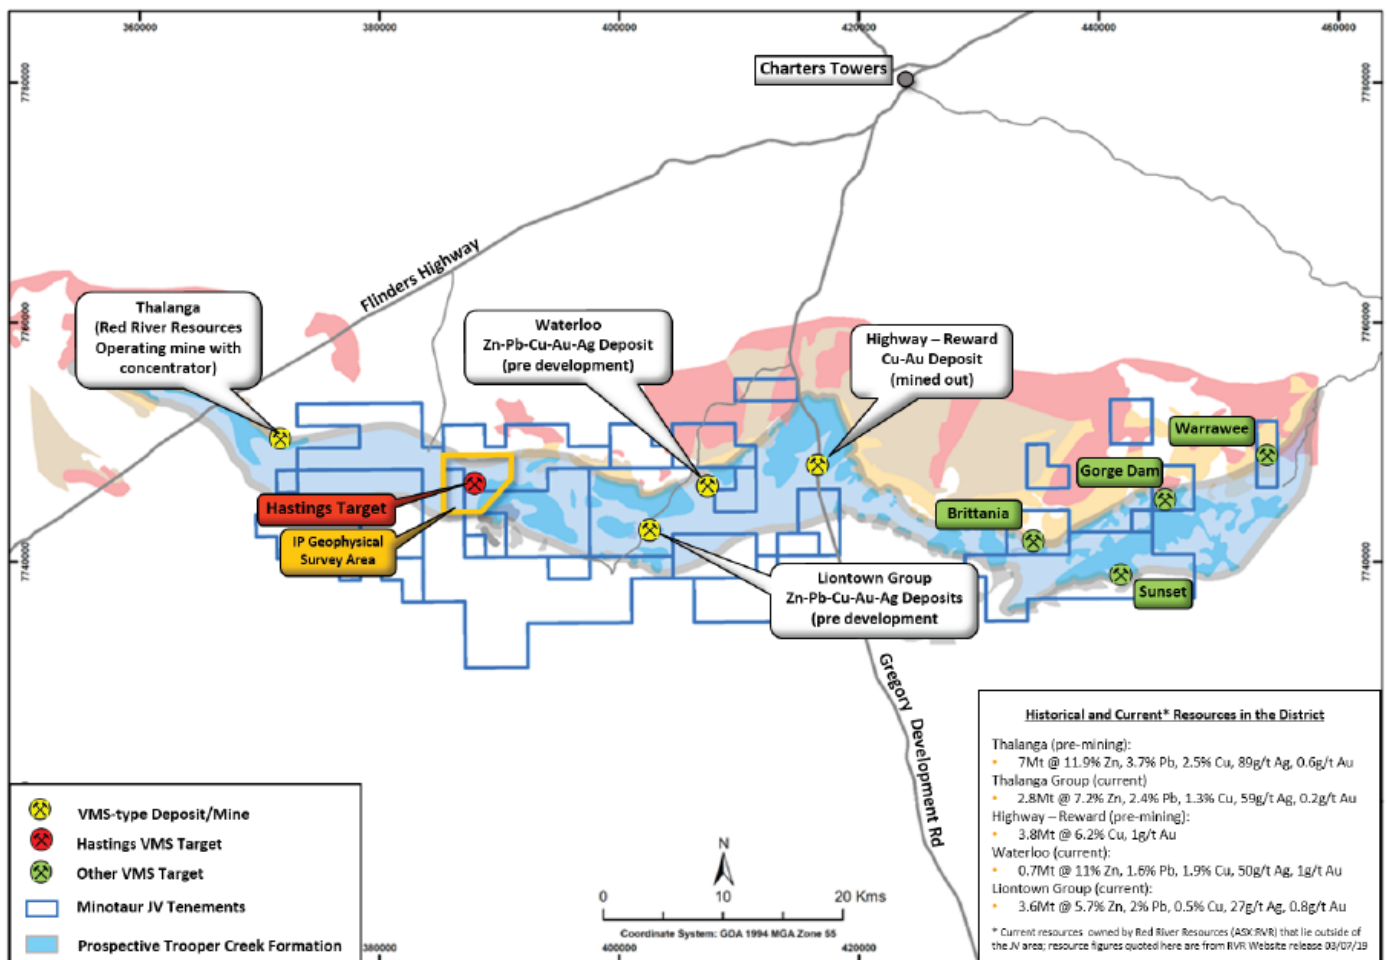 360000
380000
400000
420000
440000
460000
7780000
7780000
Charters Towers
Flinders Highway
7760000
7760000
Thalanga
(Red River Resources
Operating mine with
concentrator)
Waterloo
Zn-Pb-Cu-Au-Ag Deposit
(pre development)
Highway – Reward
Cu-Au Deposit
(mined out)
Warrawee
Gorge Dam
Brittania
Sunset
Hastings Target
IP Geophysical
Survey Area
7740000
7740000
Liontown Group
Zn-Pb-Cu-Au-Ag Deposits
(pre development
Gregory Development Rd
VMS-type Deposit/Mine
Hastings VMS Target
Other VMS Target
Minotaur JV Tenements
Prospective Trooper Creek Formation
N
0 10 20 Kms
Coordinate System: GDA 1994 MGA Zone 55
380000
400000
420000
Historical and Current* Resources in the District
Thalanga (pre-mining):
• 7Mt @ 11.9% Zn, 3.7% Pb, 2.5% Cu, 89g/t Ag, 0.6g/t Au
Thalanga Group (current)
• 2.8Mt @ 7.2% Zn, 2.4% Pb, 1.3% Cu, 59g/t Ag, 0.2g/t Au
Highway – Reward (pre-mining):
• 3.8Mt @ 6.2% Cu, 1g/t Au
Waterloo (current):
• 0.7Mt @ 11% Zn, 1.6% Pb, 1.9% Cu, 50g/t Ag, 1g/t Au
Liontown Group (current):
• 3.6Mt @ 5.7% Zn, 2% Pb, 0.5% Cu, 27g/t Ag, 0.8g/t Au
* Current resources owned by Red River Resources (ASX:RVR) that lie outside of
the JV area; resource figures quoted here are from RVR Website release 03/07/19